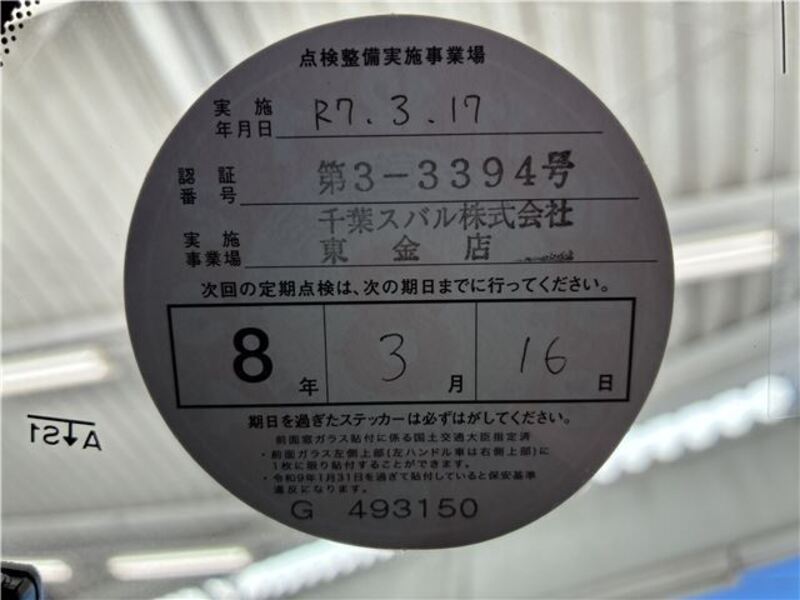 点検整備実施事業場
実施
年月日 R7.3.17
認証
番号 第3-3394号
千葉スバル株式会社
実施
事業場 東金店
次回の定期点検は、次の期日までに行ってください。
8年 3月 16日
期日を過ぎたステッカーは必ずはがしてください。
前面窓ガラス貼付に係る国土交通大臣指定済
・前面ガラス左側上部(左ハンドル車は右側上部)に
1枚に限り貼付することができます。
・令和9年1月31日を過ぎて貼付していると保安基準
違反になります。
G 493150
AS1